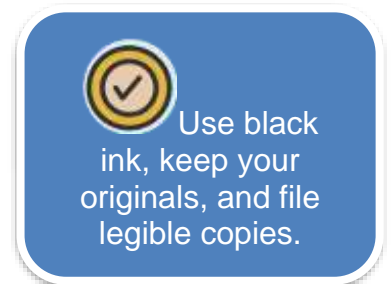 Use black
ink, keep your
originals, and file
legible copies.